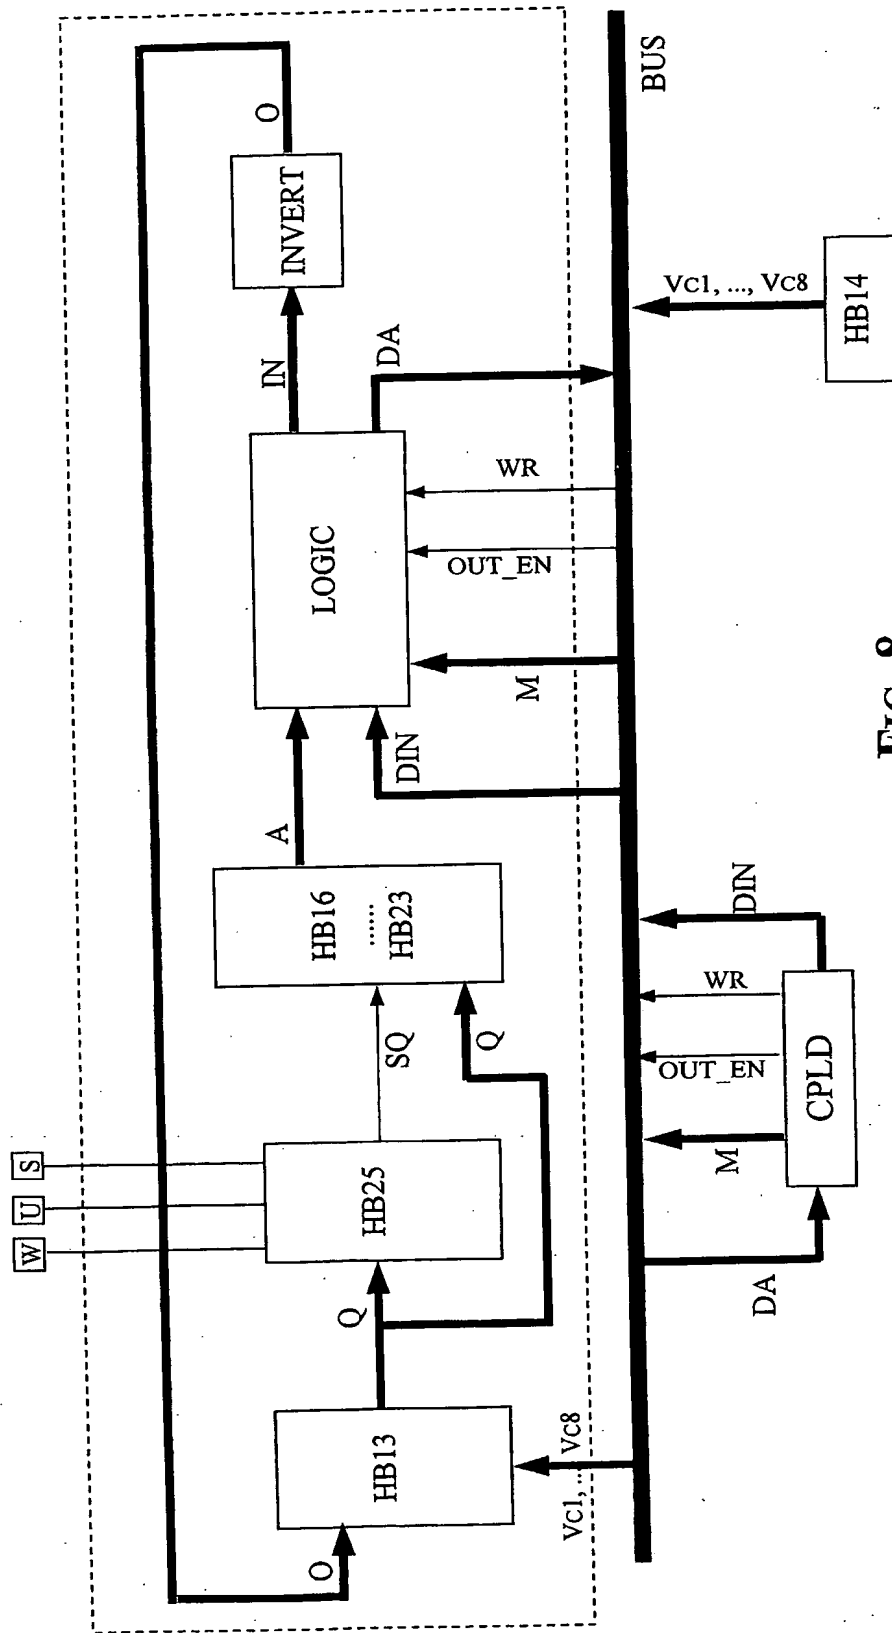 W
U
S
O
HB13
Vc1, ... Vc8
Q
HB25
SQ
Q
HB16
......
HB23
A
DIN
LOGIC
M
OUT_EN
WR
IN
DA
INVERT
O
BUS
DA
CPLD
M
OUT_EN
WR
DIN
Vc1, ..., Vc8
HB14